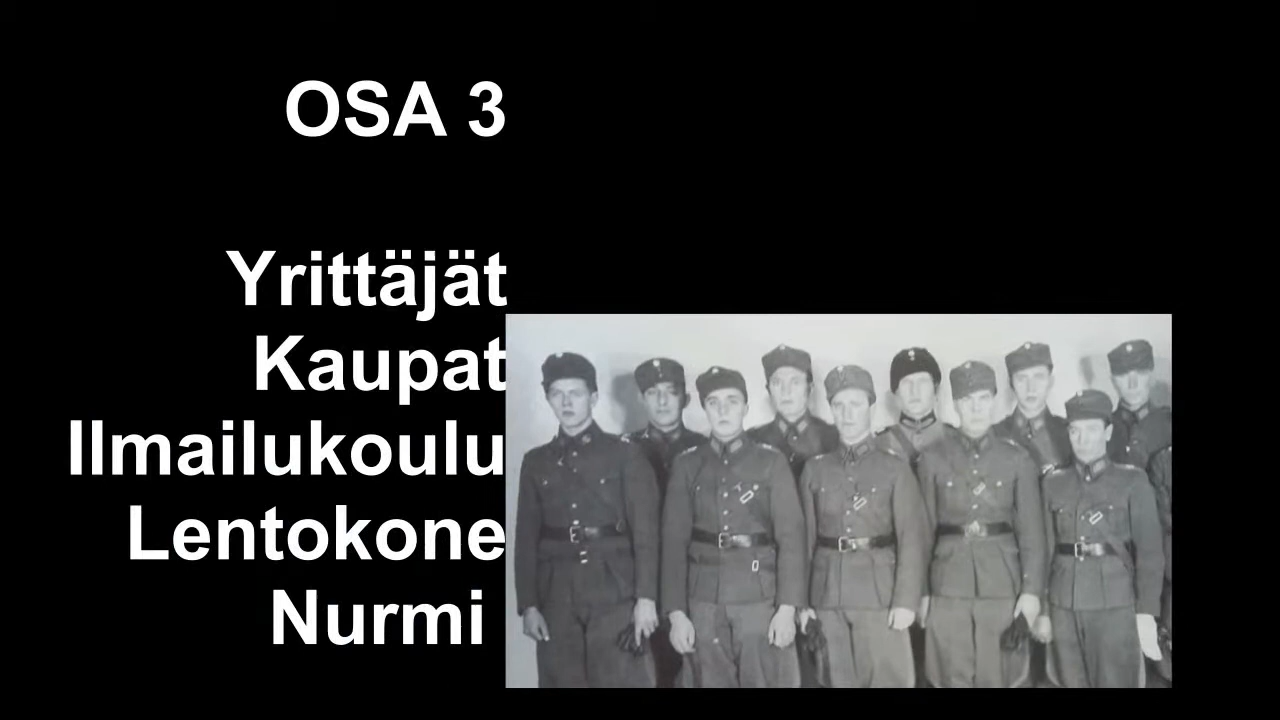 OSA 3
Yrittäjät
Kaupat
Ilmailukoulu
Lentokone
Nurmi